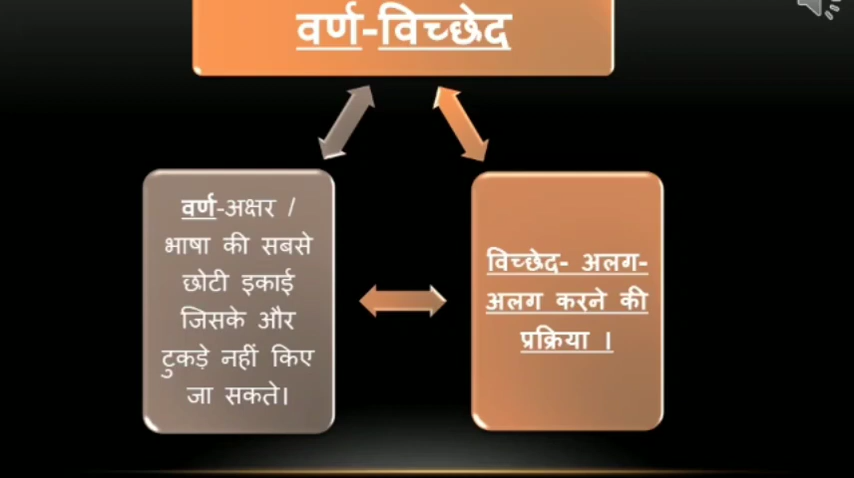 वर्ण-विच्छेद
वर्ण-अक्षर /
भाषा की सबसे
छोटी इकाई
जिसके और
टुकड़े नहीं किए
जा सकते।
विच्छेद- अलग-
अलग करने की
प्रक्रिया ।